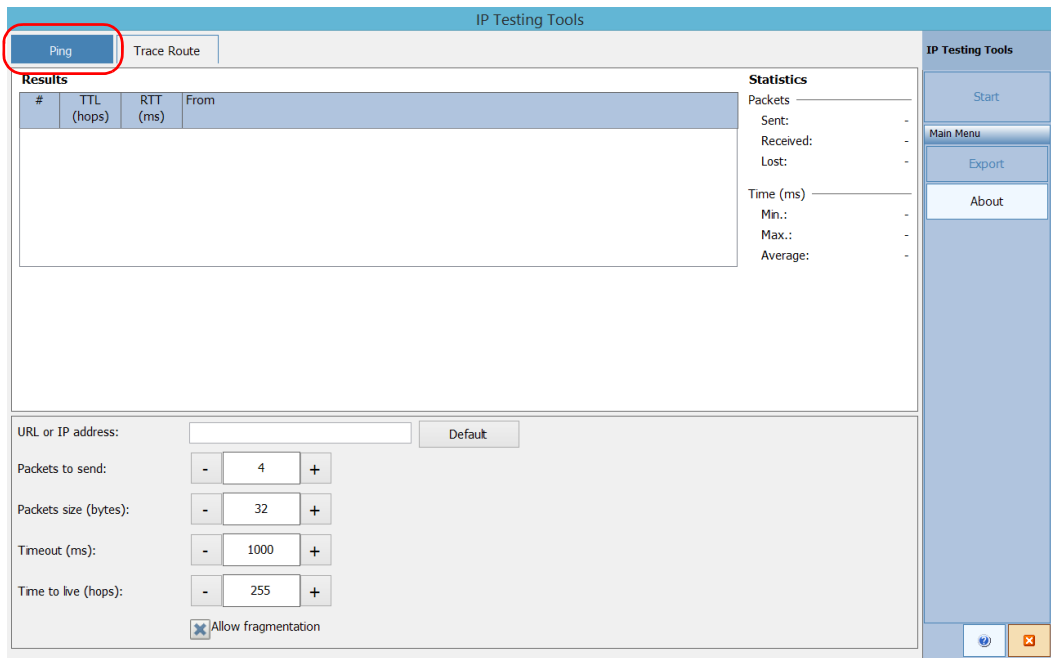 IP Testing Tools
Ping
Trace Route
Results
# TTL (hops) RTT (ms) From
Statistics
Packets
Sent: -
Received: -
Lost: -
Time (ms)
Min.: -
Max.: -
Average: -
URL or IP address:
Default
Packets to send: - 4 +
Packets size (bytes): - 32 +
Timeout (ms): - 1000 +
Time to live (hops): - 255 +
Allow fragmentation
IP Testing Tools
Start
Main Menu
Export
About